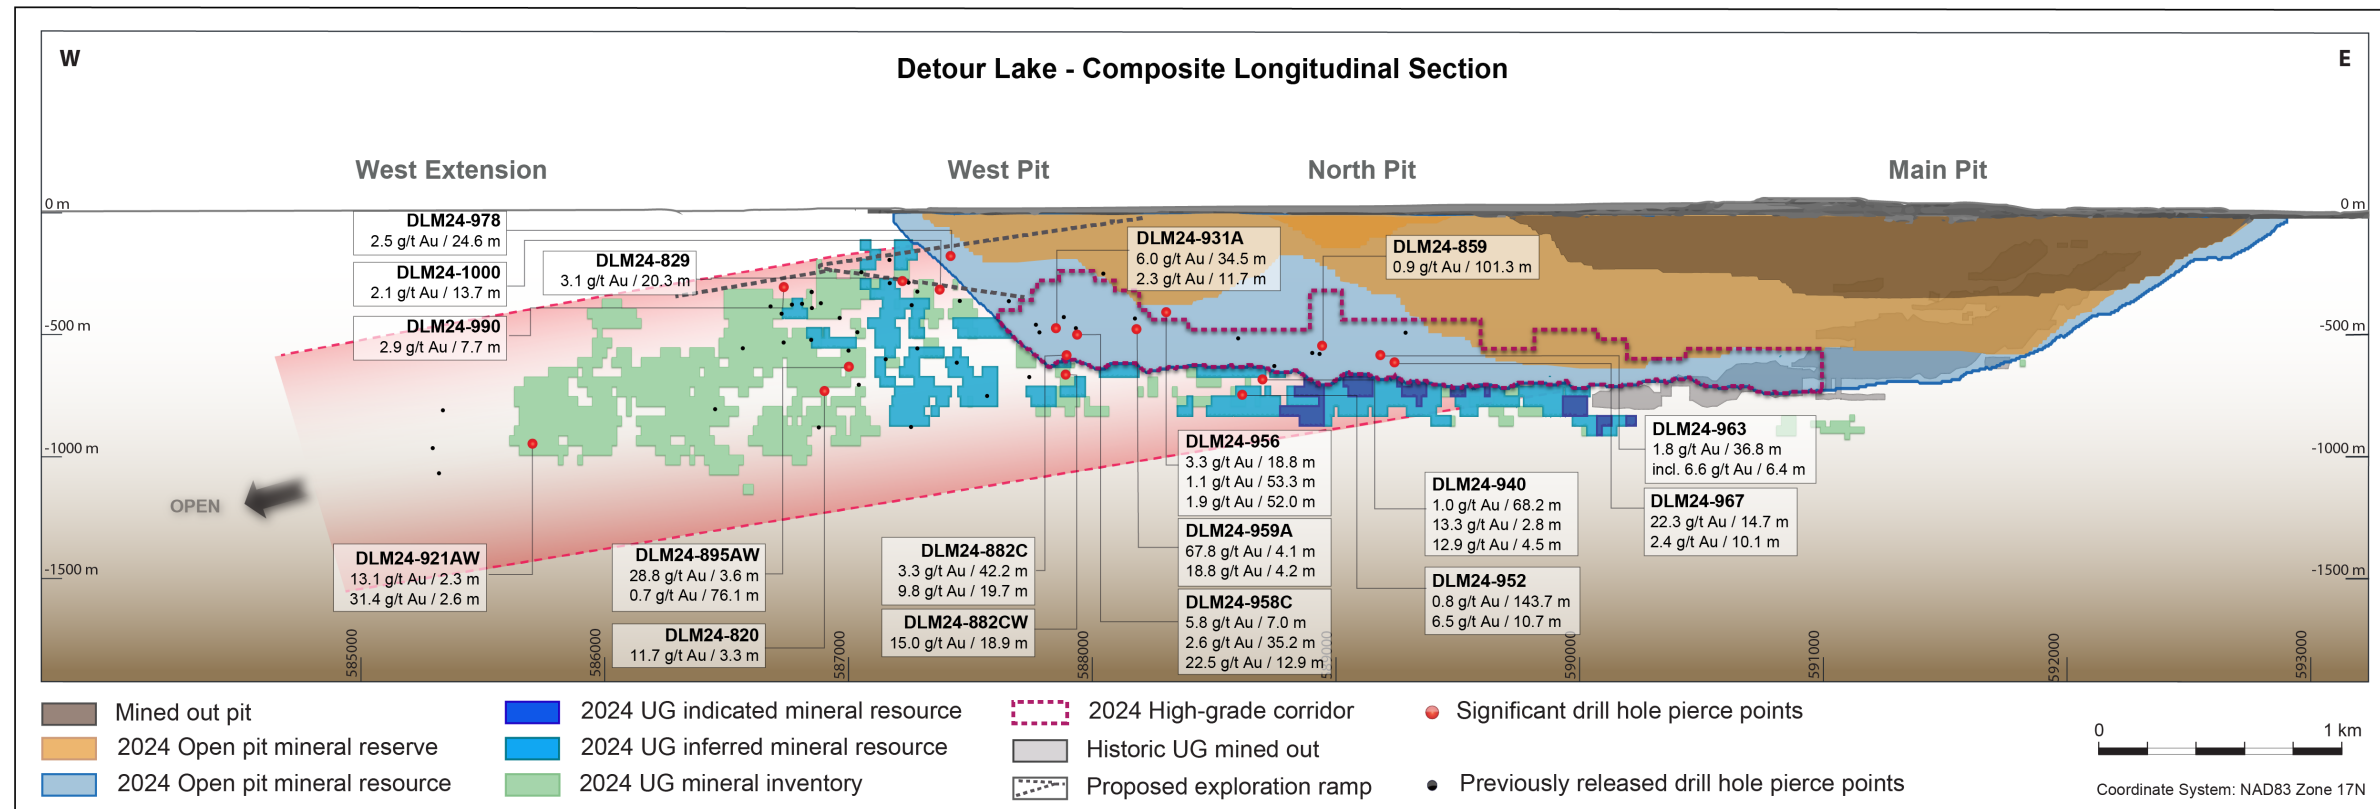 W
E
Detour Lake - Composite Longitudinal Section
West Extension
West Pit
North Pit
Main Pit
0 m
0 m
-500 m
-500 m
-1000 m
-1000 m
-1500 m
-1500 m
DLM24-978
2.5 g/t Au / 24.6 m
DLM24-1000
2.1 g/t Au / 13.7 m
DLM24-990
2.9 g/t Au / 7.7 m
DLM24-829
3.1 g/t Au / 20.3 m
DLM24-931A
6.0 g/t Au / 34.5 m
2.3 g/t Au / 11.7 m
DLM24-859
0.9 g/t Au / 101.3 m
OPEN
DLM24-921AW
13.1 g/t Au / 2.3 m
31.4 g/t Au / 2.6 m
DLM24-895AW
28.8 g/t Au / 3.6 m
0.7 g/t Au / 76.1 m
DLM24-820
11.7 g/t Au / 3.3 m
DLM24-882C
3.3 g/t Au / 42.2 m
9.8 g/t Au / 19.7 m
DLM24-882CW
15.0 g/t Au / 18.9 m
DLM24-956
3.3 g/t Au / 18.8 m
1.1 g/t Au / 53.3 m
1.9 g/t Au / 52.0 m
DLM24-959A
67.8 g/t Au / 4.1 m
18.8 g/t Au / 4.2 m
DLM24-958C
5.8 g/t Au / 7.0 m
2.6 g/t Au / 35.2 m
22.5 g/t Au / 12.9 m
DLM24-940
1.0 g/t Au / 68.2 m
13.3 g/t Au / 2.8 m
12.9 g/t Au / 4.5 m
DLM24-952
0.8 g/t Au / 143.7 m
6.5 g/t Au / 10.7 m
DLM24-963
1.8 g/t Au / 36.8 m
incl. 6.6 g/t Au / 6.4 m
DLM24-967
22.3 g/t Au / 14.7 m
2.4 g/t Au / 10.1 m
585000
586000
587000
588000
589000
590000
591000
592000
593000
Mined out pit
2024 Open pit mineral reserve
2024 Open pit mineral resource
2024 UG indicated mineral resource
2024 UG inferred mineral resource
2024 UG mineral inventory
2024 High-grade corridor
Historic UG mined out
Proposed exploration ramp
Significant drill hole pierce points
Previously released drill hole pierce points
0
1 km
Coordinate System: NAD83 Zone 17N